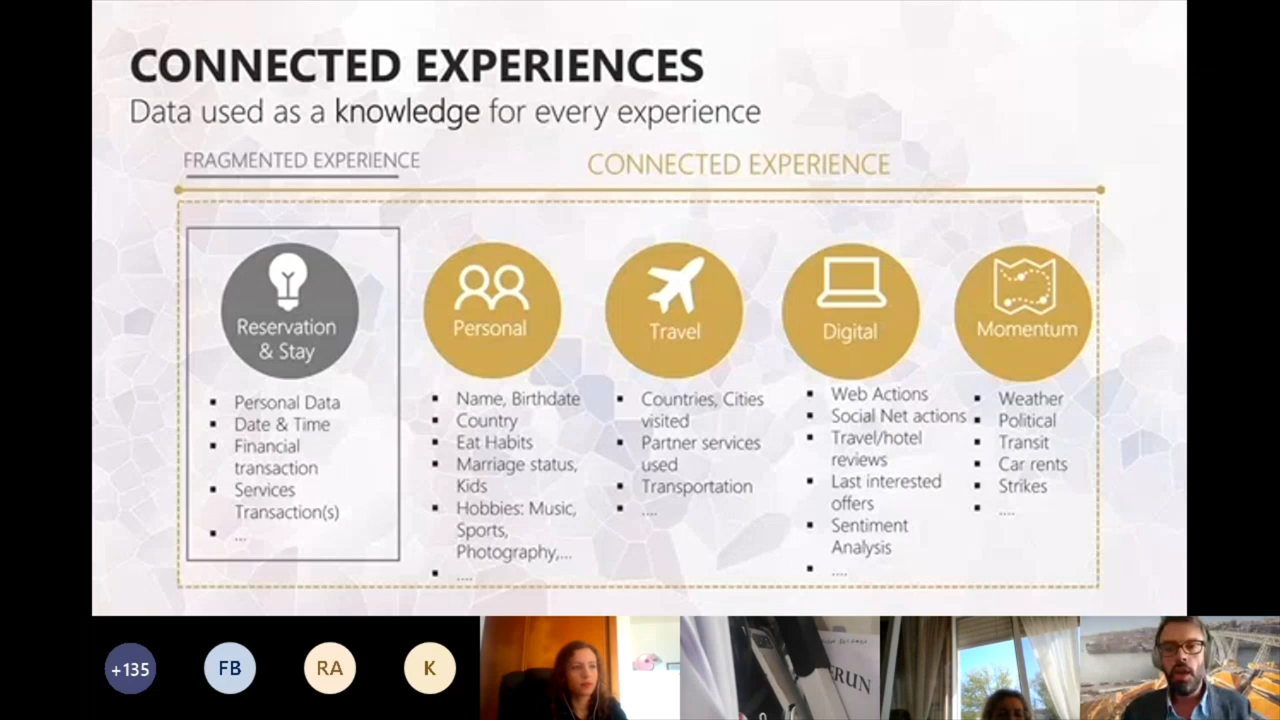 CONNECTED EXPERIENCES
Data used as a knowledge for every experience
FRAGMENTED EXPERIENCE
CONNECTED EXPERIENCE
Reservation
& Stay
▪ Personal Data
▪ Date & Time
▪ Financial
transaction
▪ Services
Transaction(s)
▪ ...
Personal
▪ Name, Birthdate
▪ Country
▪ Eat Habits
▪ Marriage status,
Kids
▪ Hobbies: Music,
Sports,
Photography,...
▪ ....
Travel
▪ Countries, Cities
visited
▪ Partner services
used
▪ Transportation
▪ ....
Digital
▪ Web Actions
▪ Social Net actions
▪ Travel/hotel
reviews
▪ Last interested
offers
▪ Sentiment
Analysis
▪ ....
Momentum
▪ Weather
▪ Political
▪ Transit
▪ Car rents
▪ Strikes
▪ ....
+135
FB
RA
K